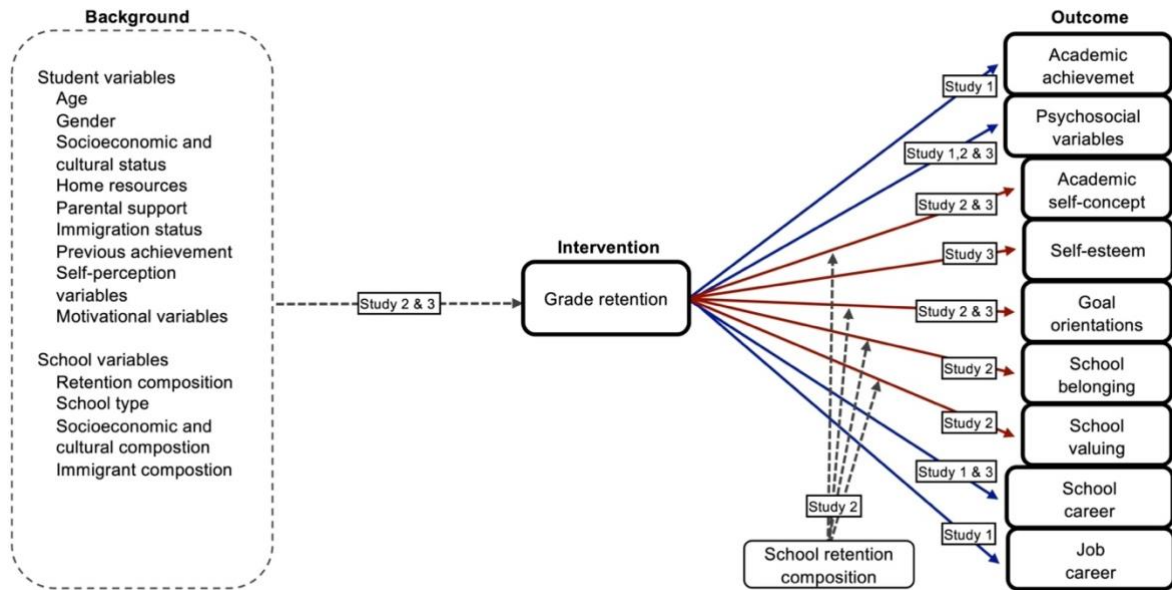 Background
Student variables
Age
Gender
Socioeconomic and
cultural status
Home resources
Parental support
Immigration status
Previous achievement
Self-perception
variables
Motivational variables
School variables
Retention composition
School type
Socioeconomic and
cultural compostion
Immigrant compostion
Study 2 & 3
Intervention
Grade retention
Study 1
Study 1,2 & 3
Study 2 & 3
Study 3
Study 2 & 3
Study 2
Study 2
Study 1 & 3
Study 1
Study 2
School retention
composition
Outcome
Academic
achievemet
Psychosocial
variables
Academic
self-concept
Self-esteem
Goal
orientations
School
belonging
School
valuing
School
career
Job
career